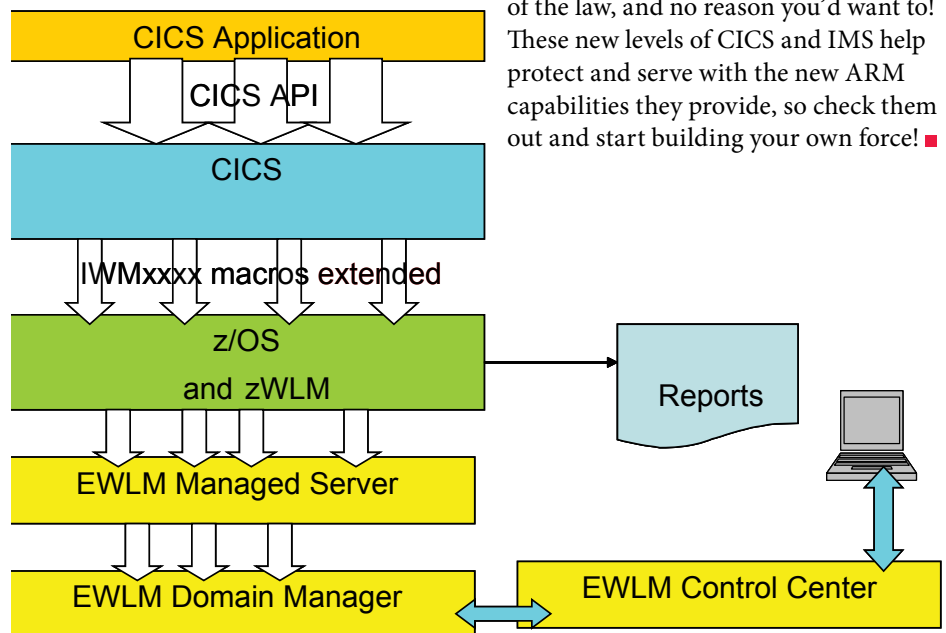 of the law, and no reason you’d want to!
These new levels of CICS and IMS help
protect and serve with the new ARM
capabilities they provide, so check them
out and start building your own force!
CICS Application
CICS API
CICS
IWMxxxx macros extended
z/OS
and zWLM
Reports
EWLM Managed Server
EWLM Domain Manager
EWLM Control Center